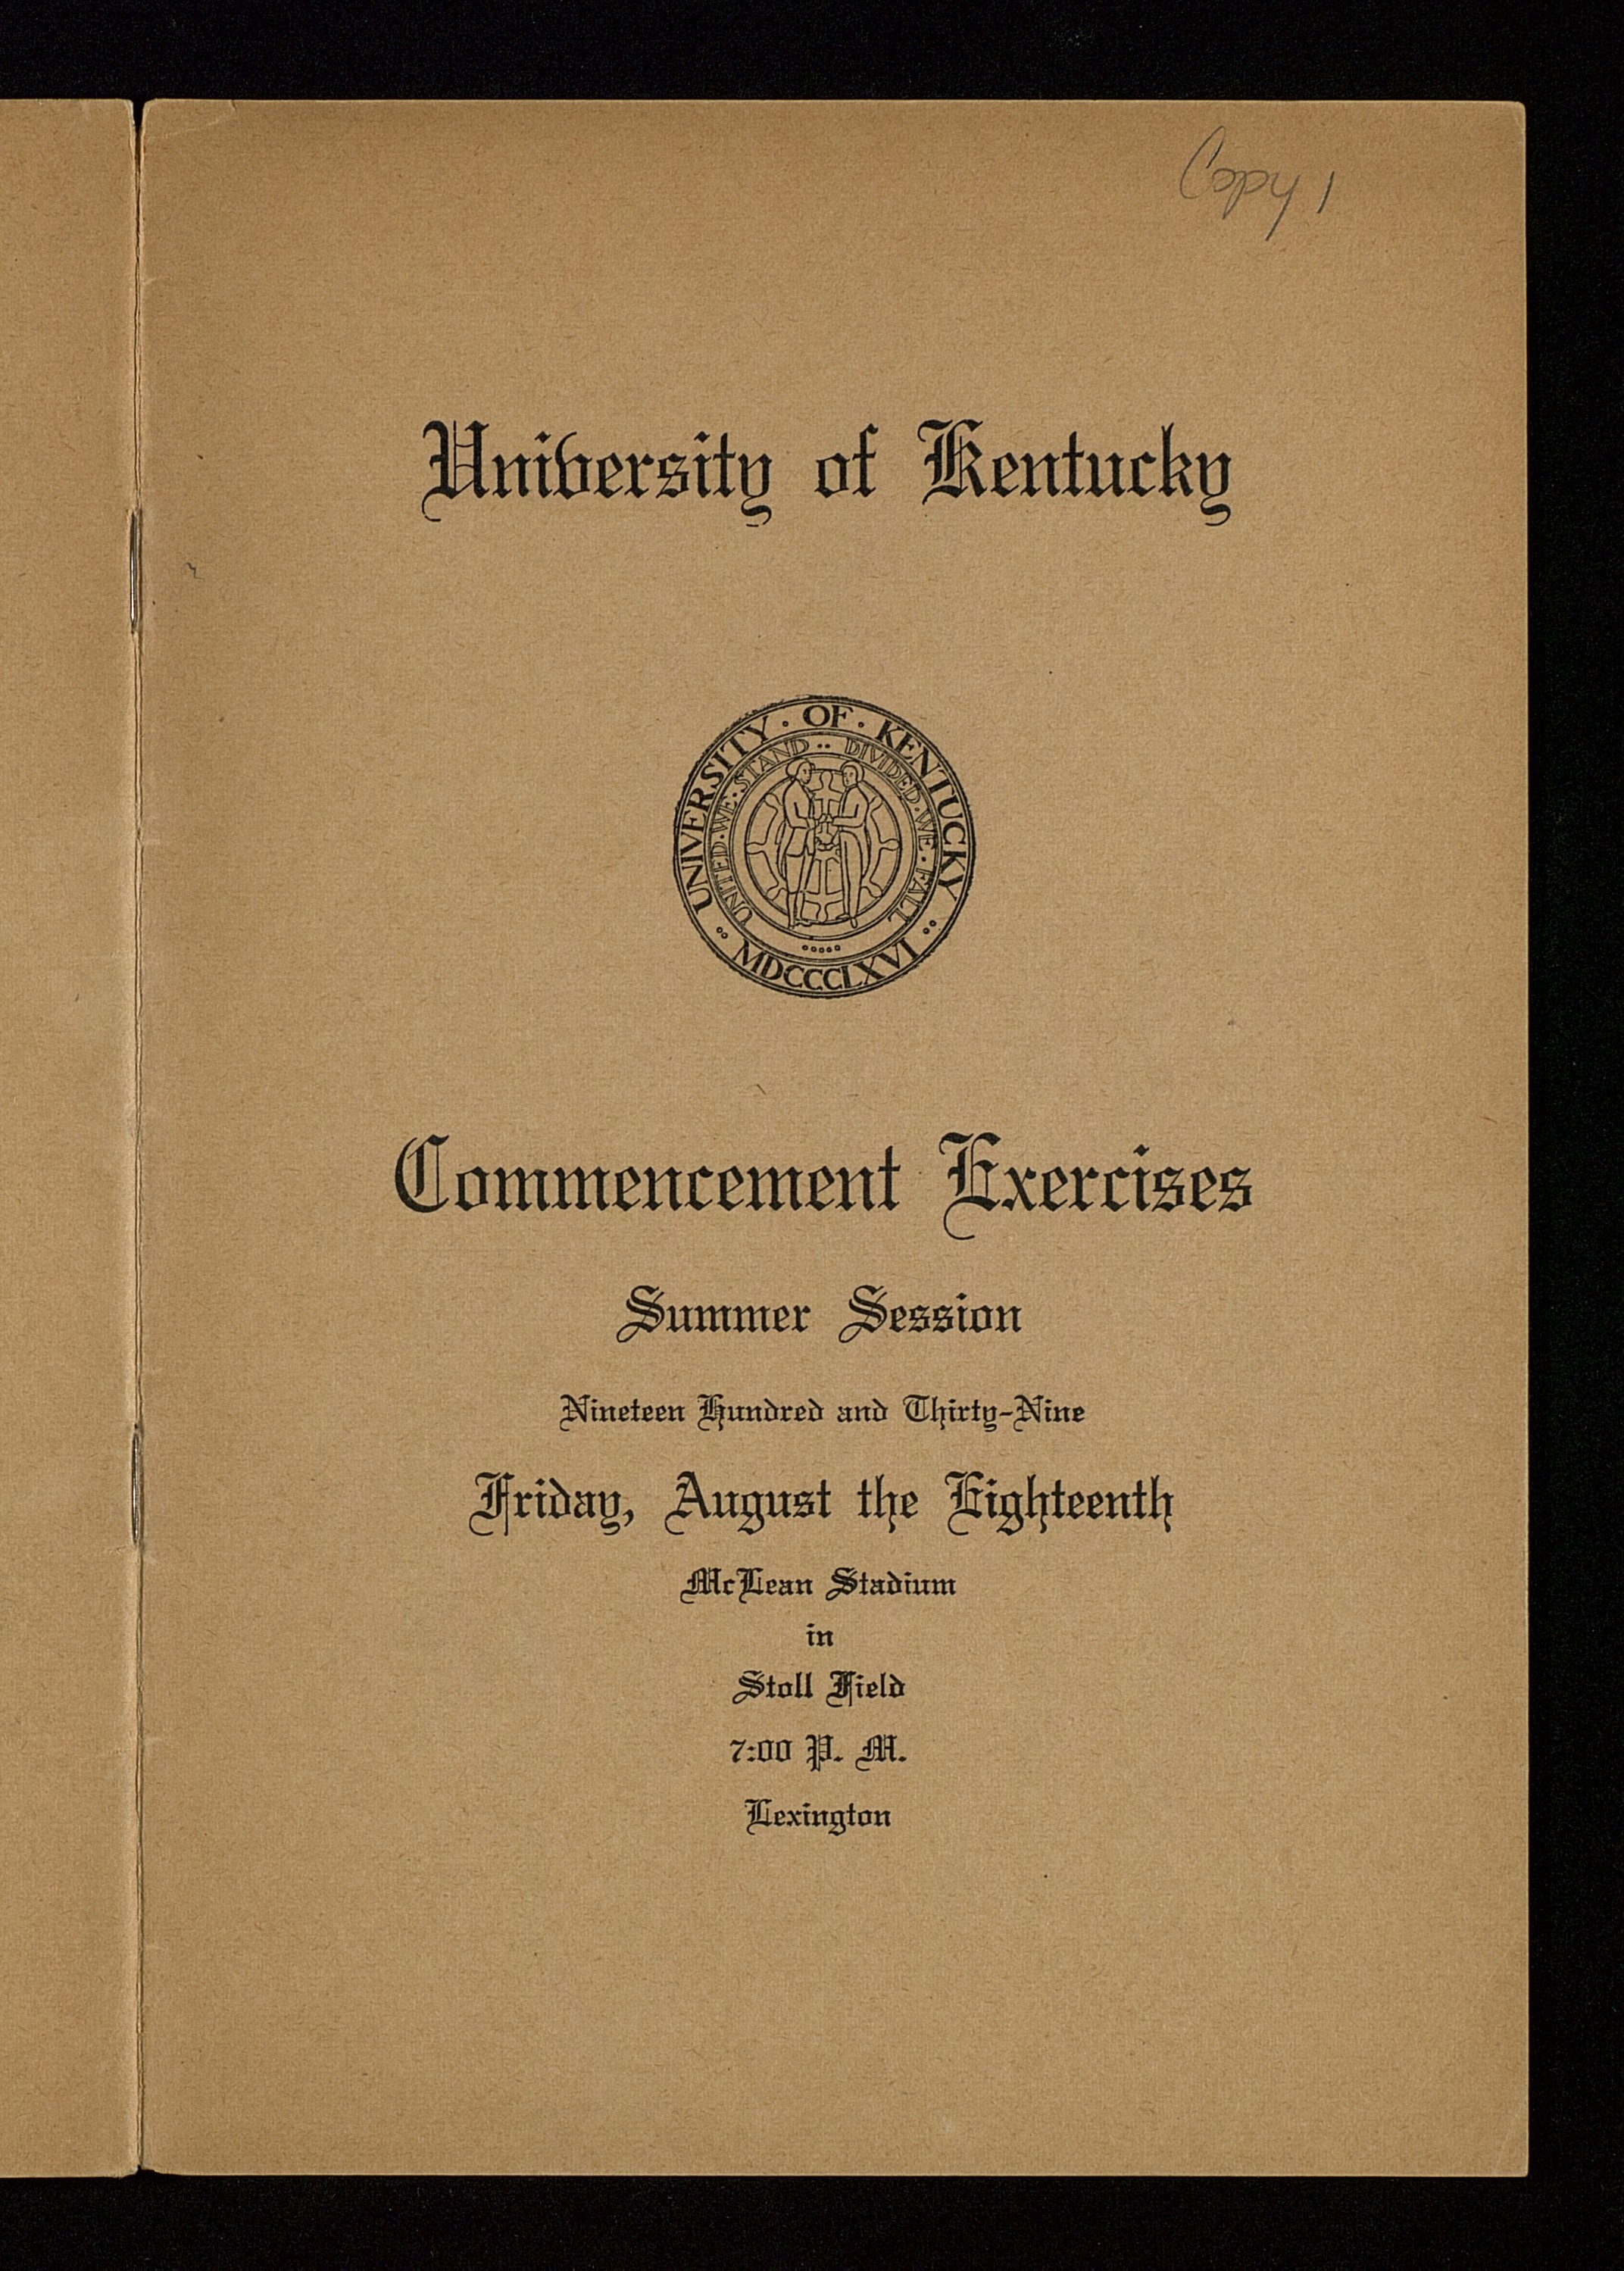 Copy 1
University of Kentucky
UNIVERSITY · OF · KENTUCKY
UNITED · WE · STAND ·· DIVIDED · WE · FALL
MDCCCLXVI
Commencement Exercises
Summer Session
Nineteen Hundred and Thirty-Nine
Friday, August the Eighteenth
McLean Stadium
in
Stoll Field
7:00 P. M.
Lexington